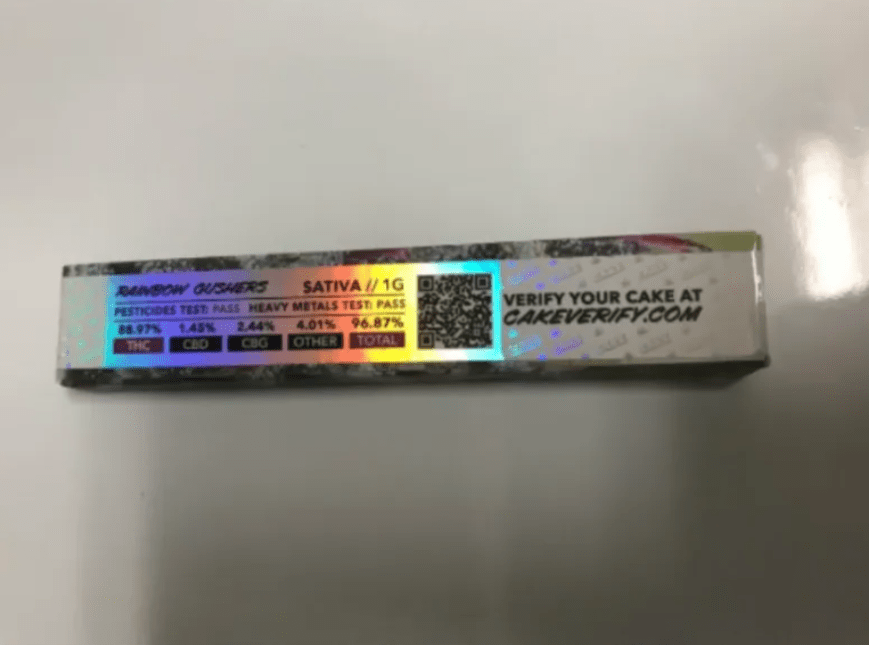 RAINBOW GUSHERS SATIVA // 1G
PESTICIDES TEST: PASS HEAVY METALS TEST: PASS
88.97% 1.45% 2.44% 4.01% 96.87%
THC CBD CBG OTHER TOTAL
VERIFY YOUR CAKE AT
CAKEVERIFY.COM